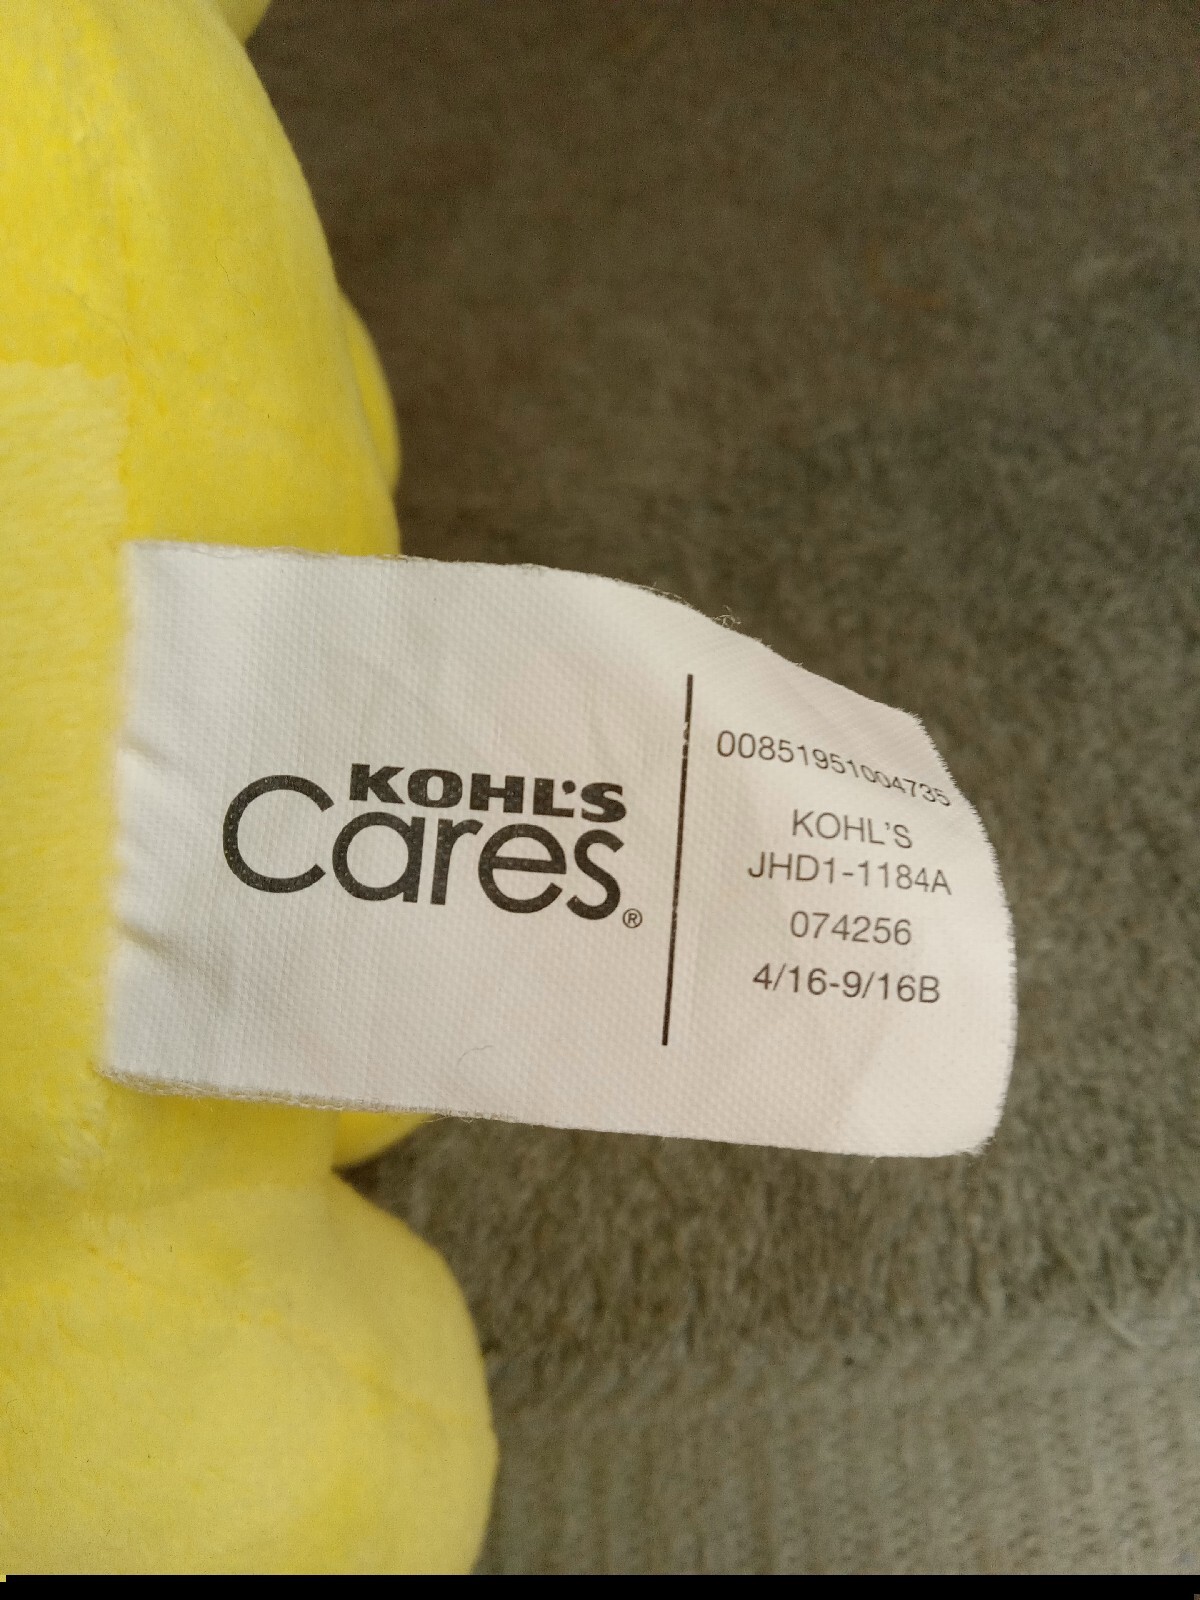 KOHL'S
Cares®
00851951004735
KOHL'S
JHD1-1184A
074256
4/16-9/16B